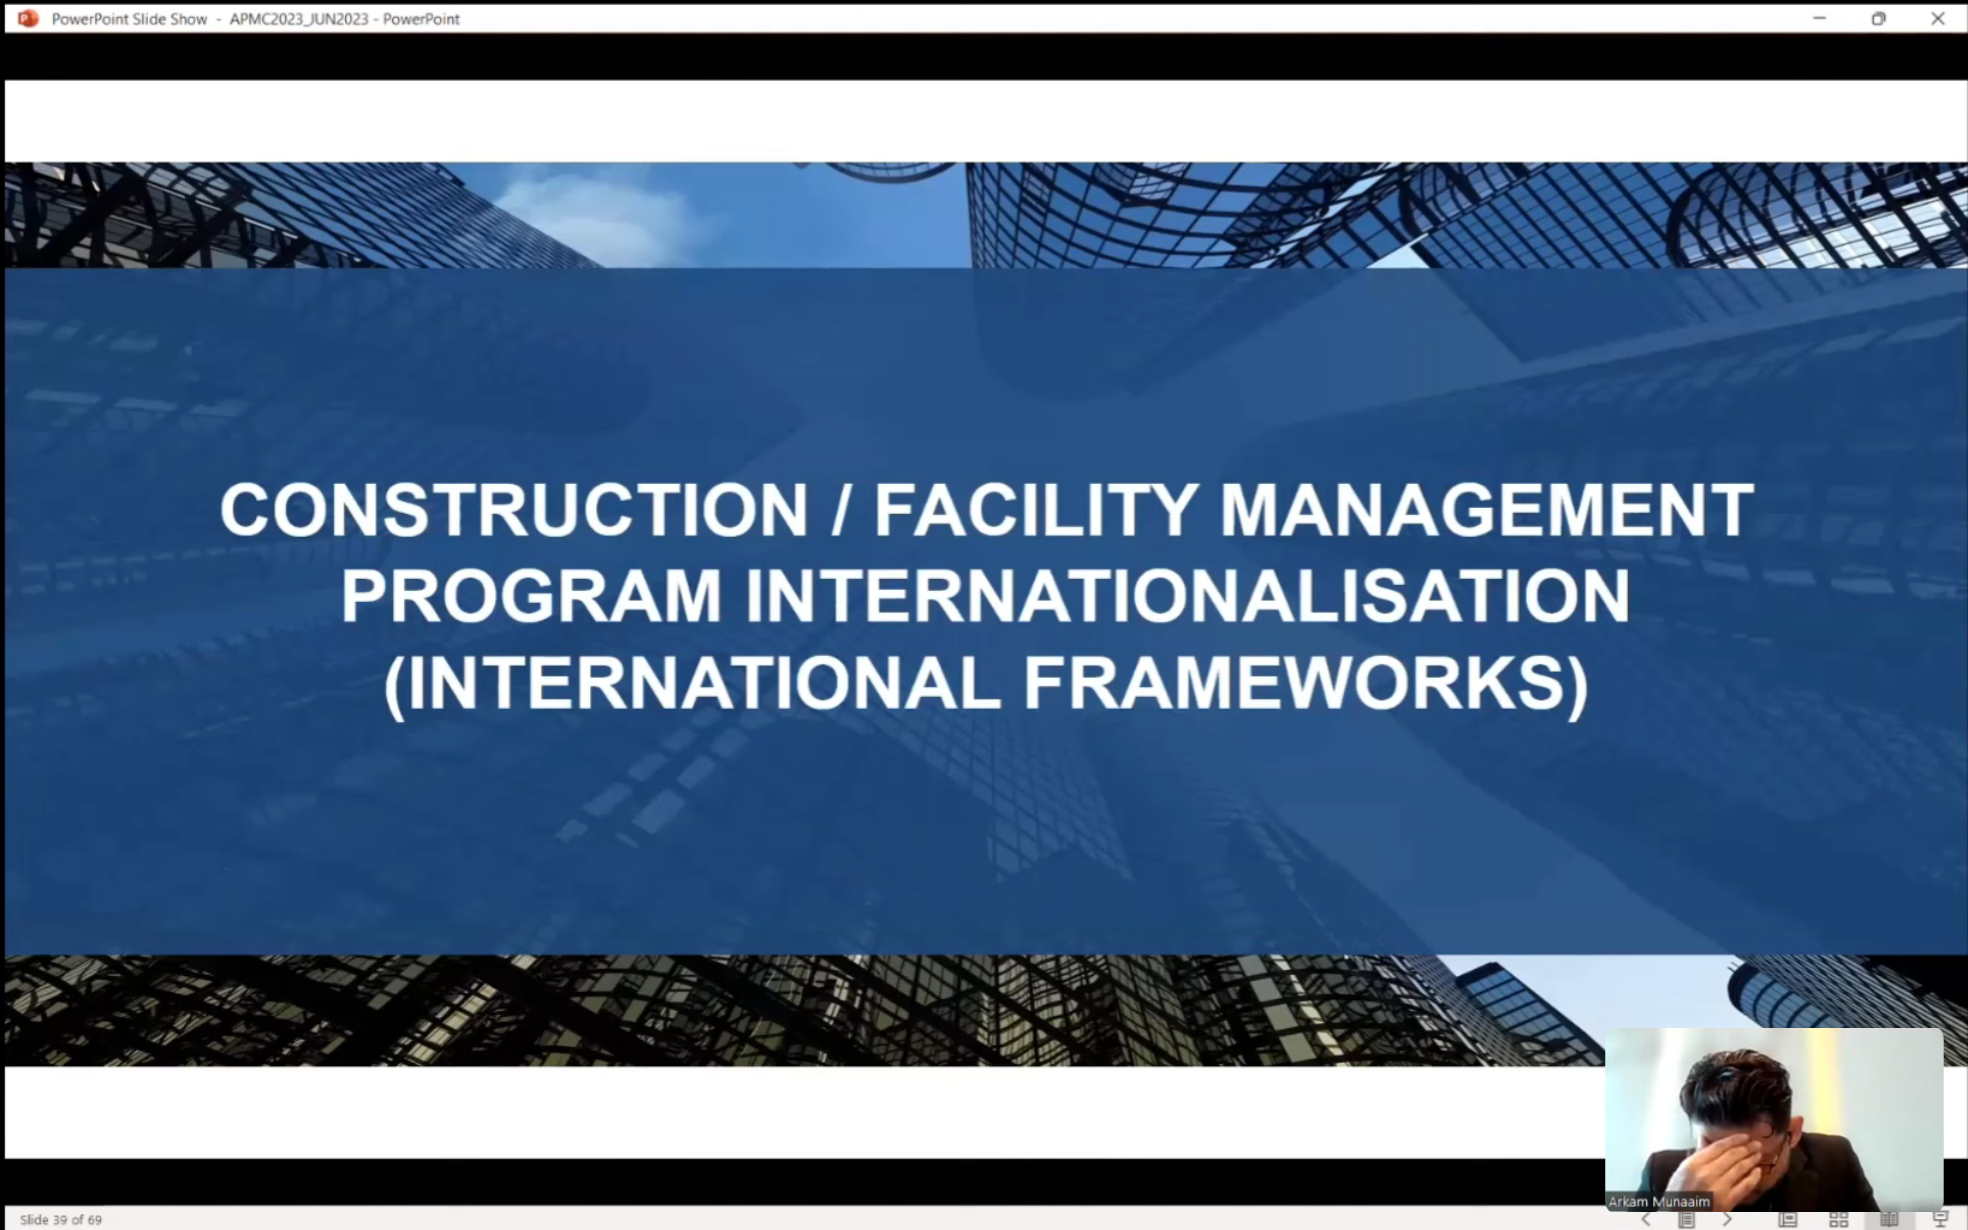 PowerPoint Slide Show - APMC2023_JUN2023 - PowerPoint
CONSTRUCTION / FACILITY MANAGEMENT
PROGRAM INTERNATIONALISATION
(INTERNATIONAL FRAMEWORKS)
Arkam Munaaim
Slide 39 of 69